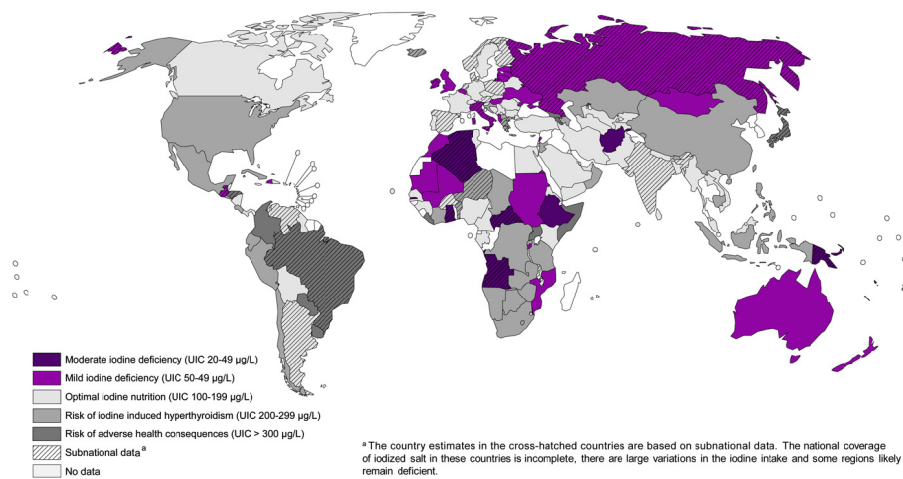 Moderate iodine deficiency (UIC 20-49 µg/L)
Mild iodine deficiency (UIC 50-49 µg/L)
Optimal iodine nutrition (UIC 100-199 µg/L)
Risk of iodine induced hyperthyroidism (UIC 200-299 µg/L)
Risk of adverse health consequences (UIC > 300 µg/L)
Subnational data a
No data
a The country estimates in the cross-hatched countries are based on subnational data. The national coverage
of iodized salt in these countries is incomplete, there are large variations in the iodine intake and some regions likely
remain deficient.